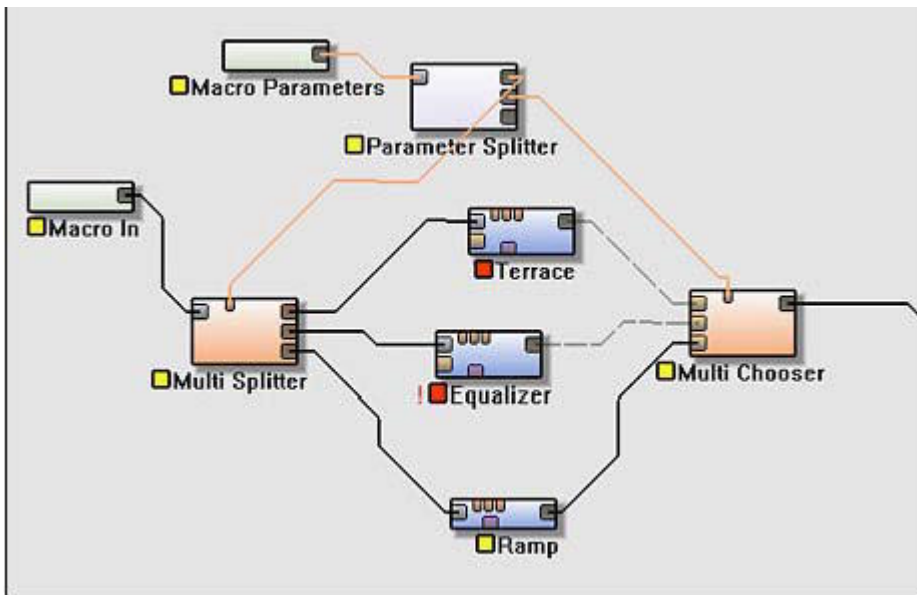 Macro Parameters
Parameter Splitter
Macro In
Terrace
Multi Splitter
Multi Chooser
! Equalizer
Ramp